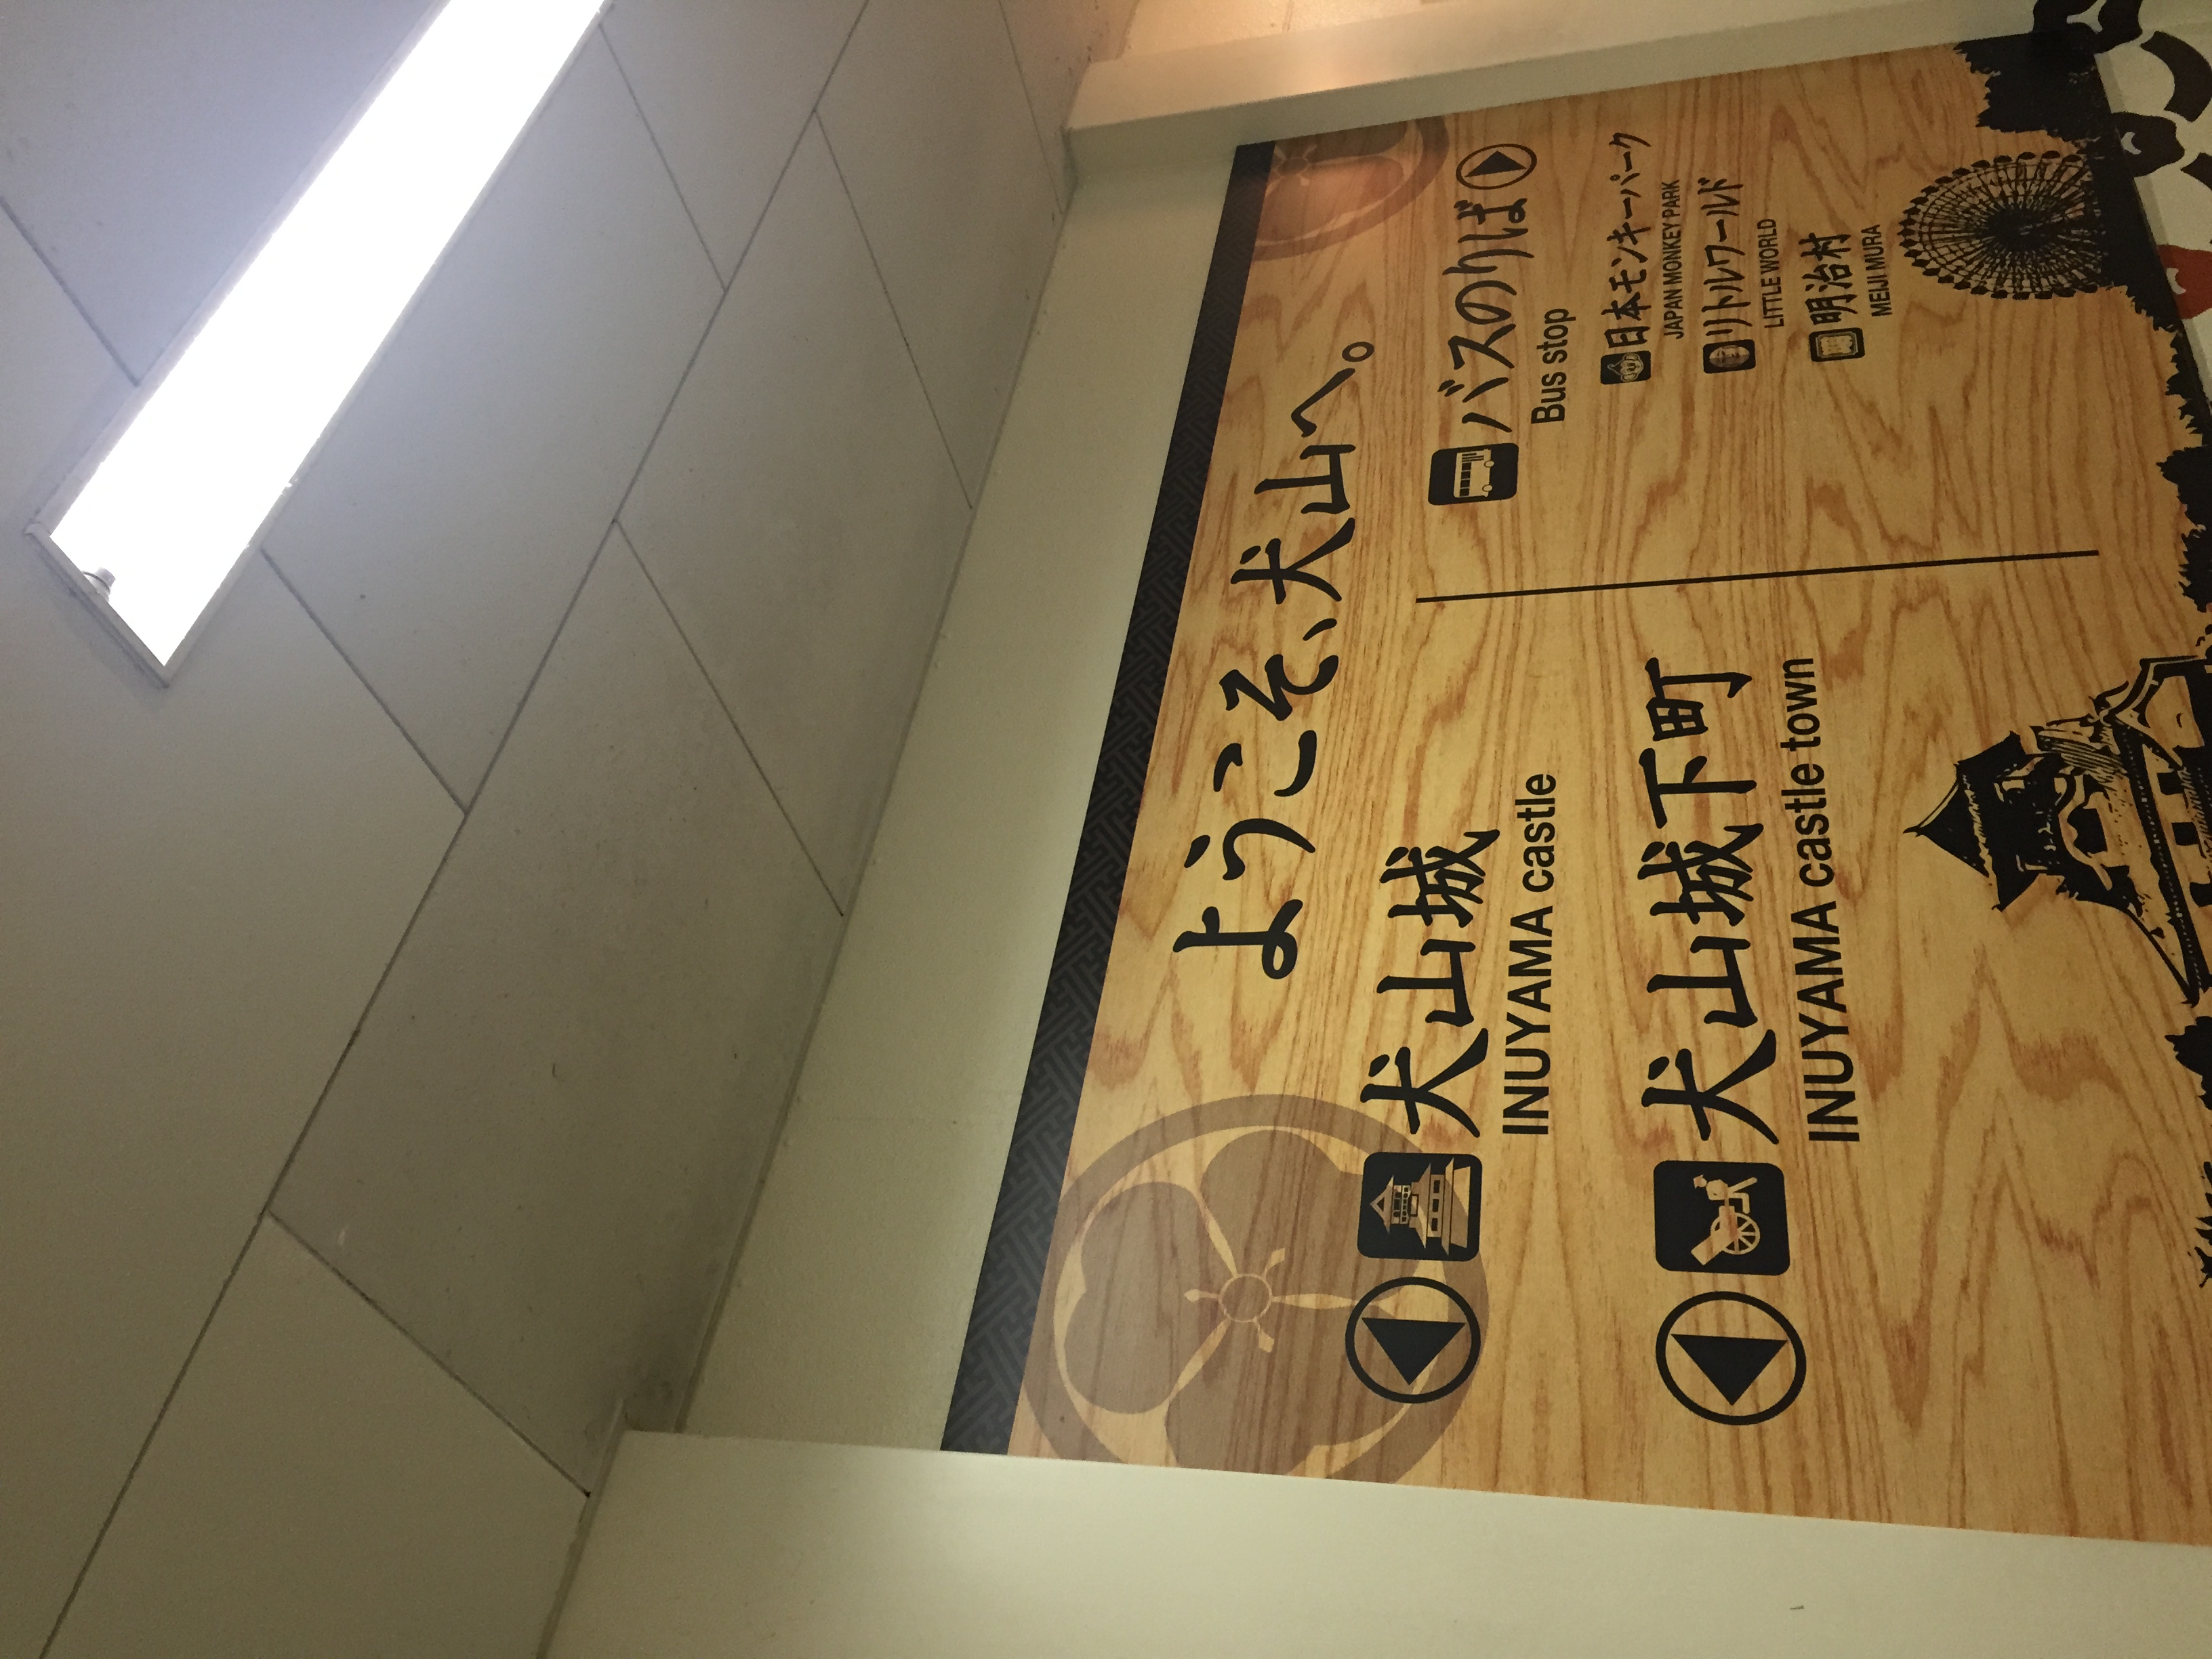 ようこそ、犬山へ。
犬山城
INUYAMA castle
犬山城下町
INUYAMA castle town
バスのりば
Bus stop
日本モンキーパーク
JAPAN MONKEY PARK
リトルワールド
LITTLE WORLD
明治村
MEIJI MURA